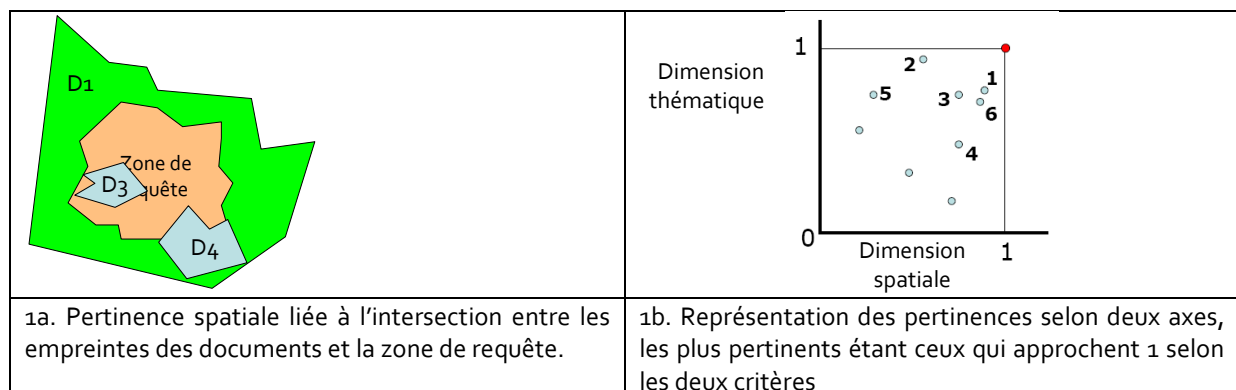 D1
Zone de
D3 quête
D4
1
Dimension
thématique
2
1
5
3
6
4
0
Dimension
spatiale
1
1a. Pertinence spatiale liée à l'intersection entre les
empreintes des documents et la zone de requête.
1b. Représentation des pertinences selon deux axes,
les plus pertinents étant ceux qui approchent 1 selon
les deux critères